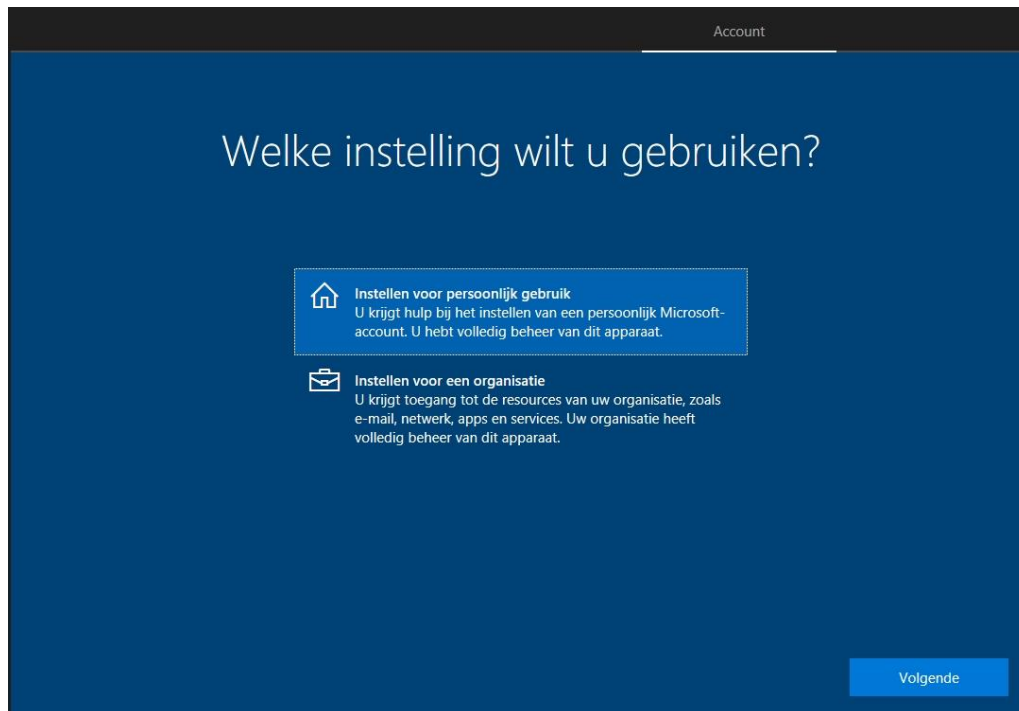 Account
Welke instelling wilt u gebruiken?
Instellen voor persoonlijk gebruik
U krijgt hulp bij het instellen van een persoonlijk Microsoft-
account. U hebt volledig beheer van dit apparaat.
Instellen voor een organisatie
U krijgt toegang tot de resources van uw organisatie, zoals
e-mail, netwerk, apps en services. Uw organisatie heeft
volledig beheer van dit apparaat.
Volgende